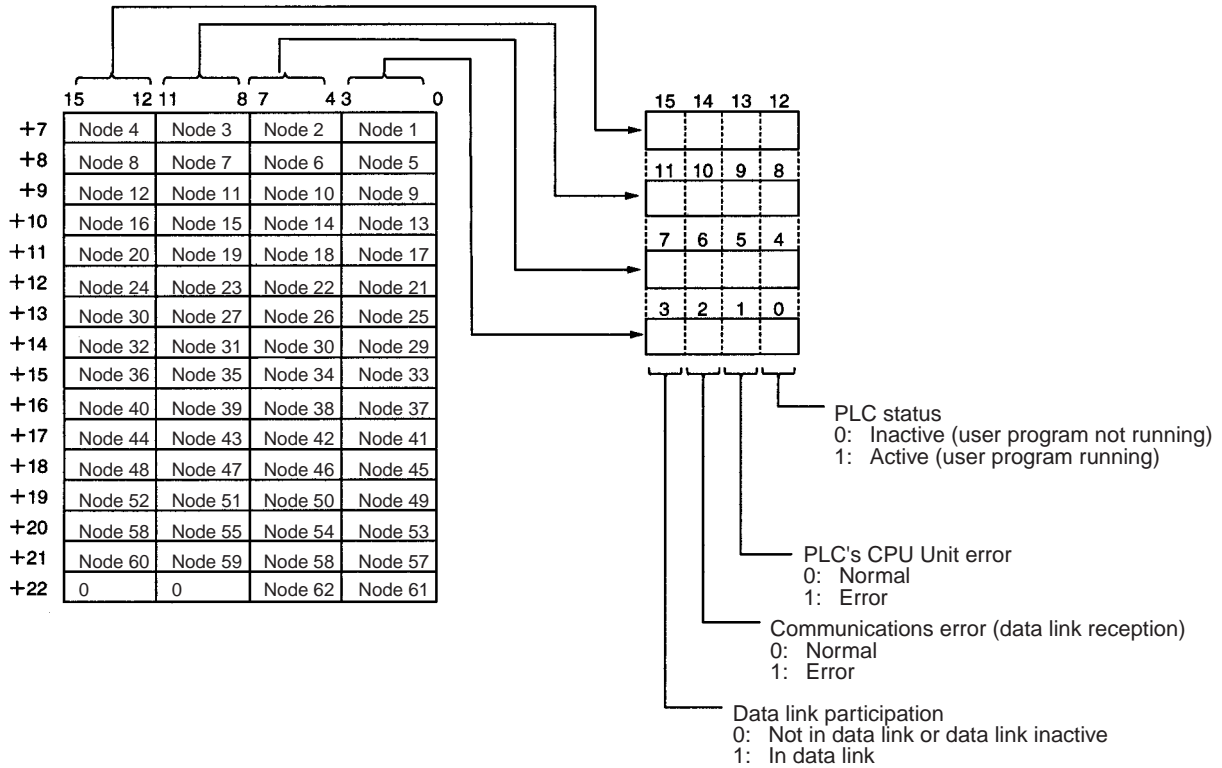 15 12 11 8 7 4 3 0
+7 Node 4 Node 3 Node 2 Node 1
+8 Node 8 Node 7 Node 6 Node 5
+9 Node 12 Node 11 Node 10 Node 9
+10 Node 16 Node 15 Node 14 Node 13
+11 Node 20 Node 19 Node 18 Node 17
+12 Node 24 Node 23 Node 22 Node 21
+13 Node 30 Node 27 Node 26 Node 25
+14 Node 32 Node 31 Node 30 Node 29
+15 Node 36 Node 35 Node 34 Node 33
+16 Node 40 Node 39 Node 38 Node 37
+17 Node 44 Node 43 Node 42 Node 41
+18 Node 48 Node 47 Node 46 Node 45
+19 Node 52 Node 51 Node 50 Node 49
+20 Node 58 Node 55 Node 54 Node 53
+21 Node 60 Node 59 Node 58 Node 57
+22 0 0 Node 62 Node 61
15 14 13 12
11 10 9 8
7 6 5 4
3 2 1 0
PLC status
0: Inactive (user program not running)
1: Active (user program running)
PLC's CPU Unit error
0: Normal
1: Error
Communications error (data link reception)
0: Normal
1: Error
Data link participation
0: Not in data link or data link inactive
1: In data link